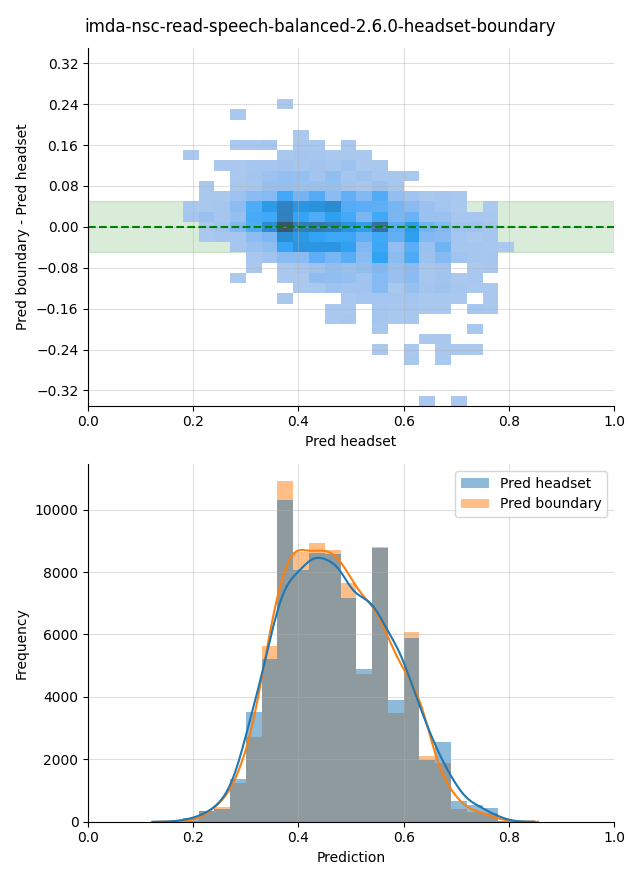 imda-nsc-read-speech-balanced-2.6.0-headset-boundary
Pred boundary - Pred headset
0.32
0.24
0.16
0.08
0.00
−0.08
−0.16
−0.24
−0.32
0.0 0.2 0.4 0.6 0.8 1.0
Pred headset
Pred headset
Pred boundary
Frequency
10000
8000
6000
4000
2000
0
0.0 0.2 0.4 0.6 0.8 1.0
Prediction